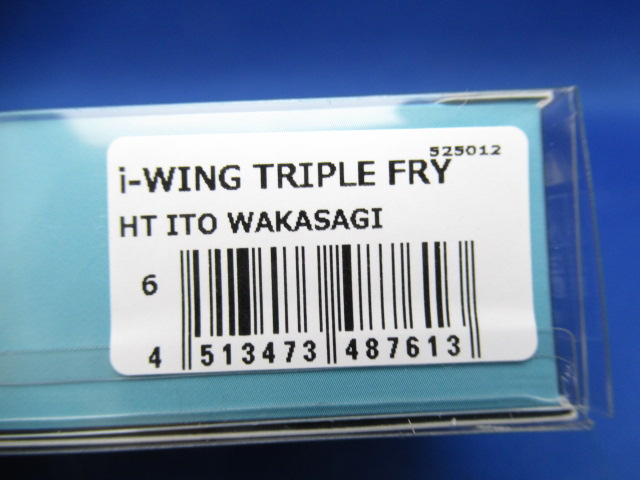 525012
i-WING TRIPLE FRY
HT ITO WAKASAGI
6
4 513473 487613